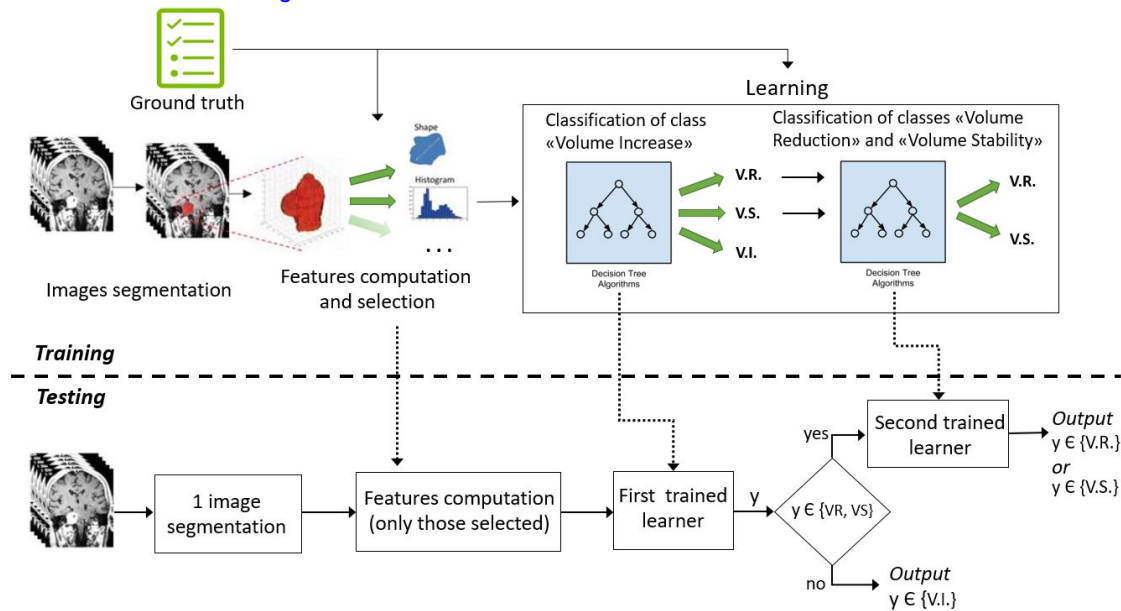 Ground truth
Learning
Shape
Histogram
. . .
Images segmentation
Features computation
and selection
Classification of class
«Volume Increase»
Decision Tree
Algorithms
V.R.
V.S.
V.I.
Classification of classes «Volume
Reduction» and «Volume Stability»
Decision Tree
Algorithms
V.R.
V.S.
Training
Testing
1 image
segmentation
Features computation
(only those selected)
First trained
learner
y
y ∈ {VR, VS}
yes
Second trained
learner
Output
y ∈ {V.R.}
or
y ∈ {V.S.}
no
Output
y ∈ {V.I.}